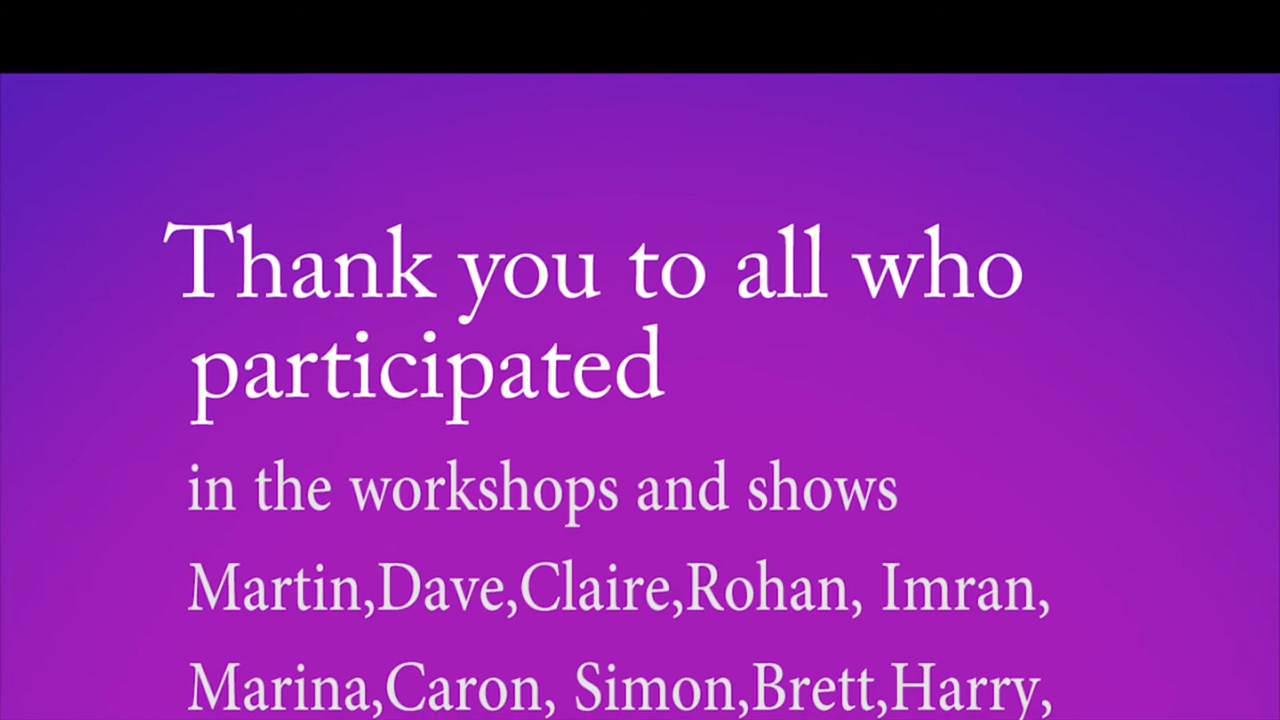 Thank you to all who
participated
in the workshops and shows
Martin,Dave,Claire,Rohan, Imran,
Marina,Caron, Simon,Brett,Harry,